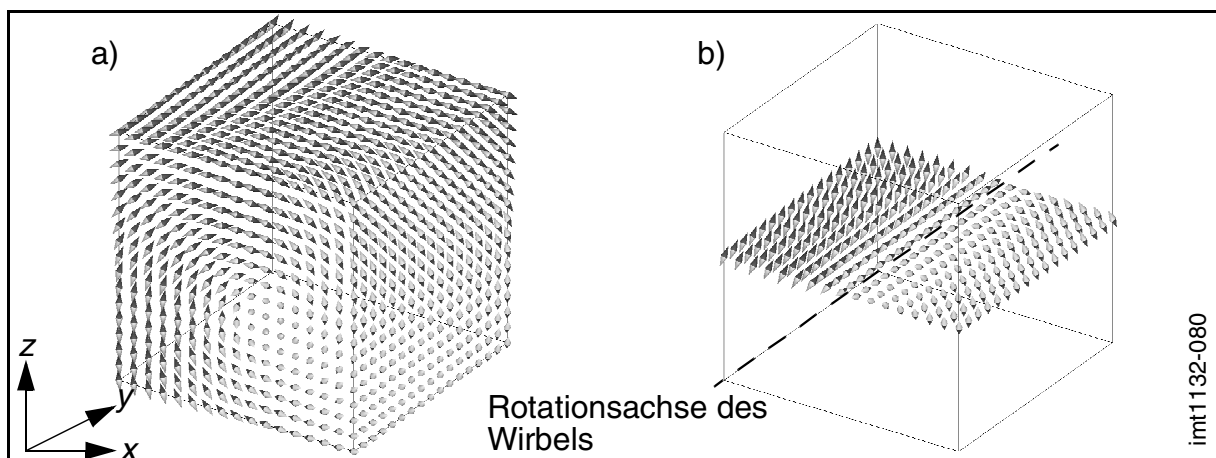 a)
b)
z
y
x
Rotationsachse des
Wirbels
imt1132-080